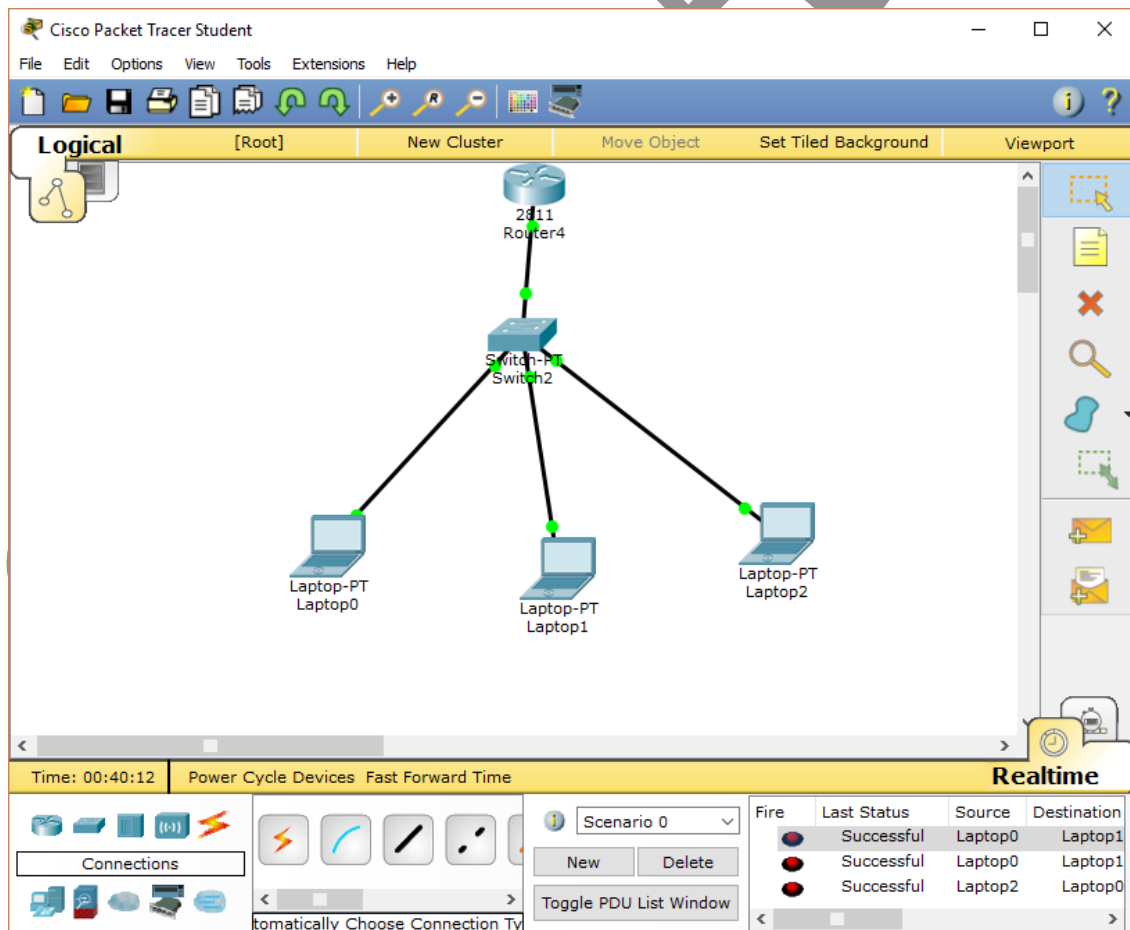 Cisco Packet Tracer Student
File Edit Options View Tools Extensions Help
Logical [Root] New Cluster Move Object Set Tiled Background Viewport
2811
Router4
Switch-PT
Switch2
Laptop-PT
Laptop0
Laptop-PT
Laptop1
Laptop-PT
Laptop2
Time: 00:40:12 Power Cycle Devices Fast Forward Time Realtime
Connections
tomatically Choose Connection Ty
Scenario 0
New Delete
Toggle PDU List Window
Fire Last Status Source Destination
Successful Laptop0 Laptop1
Successful Laptop0 Laptop1
Successful Laptop2 Laptop0